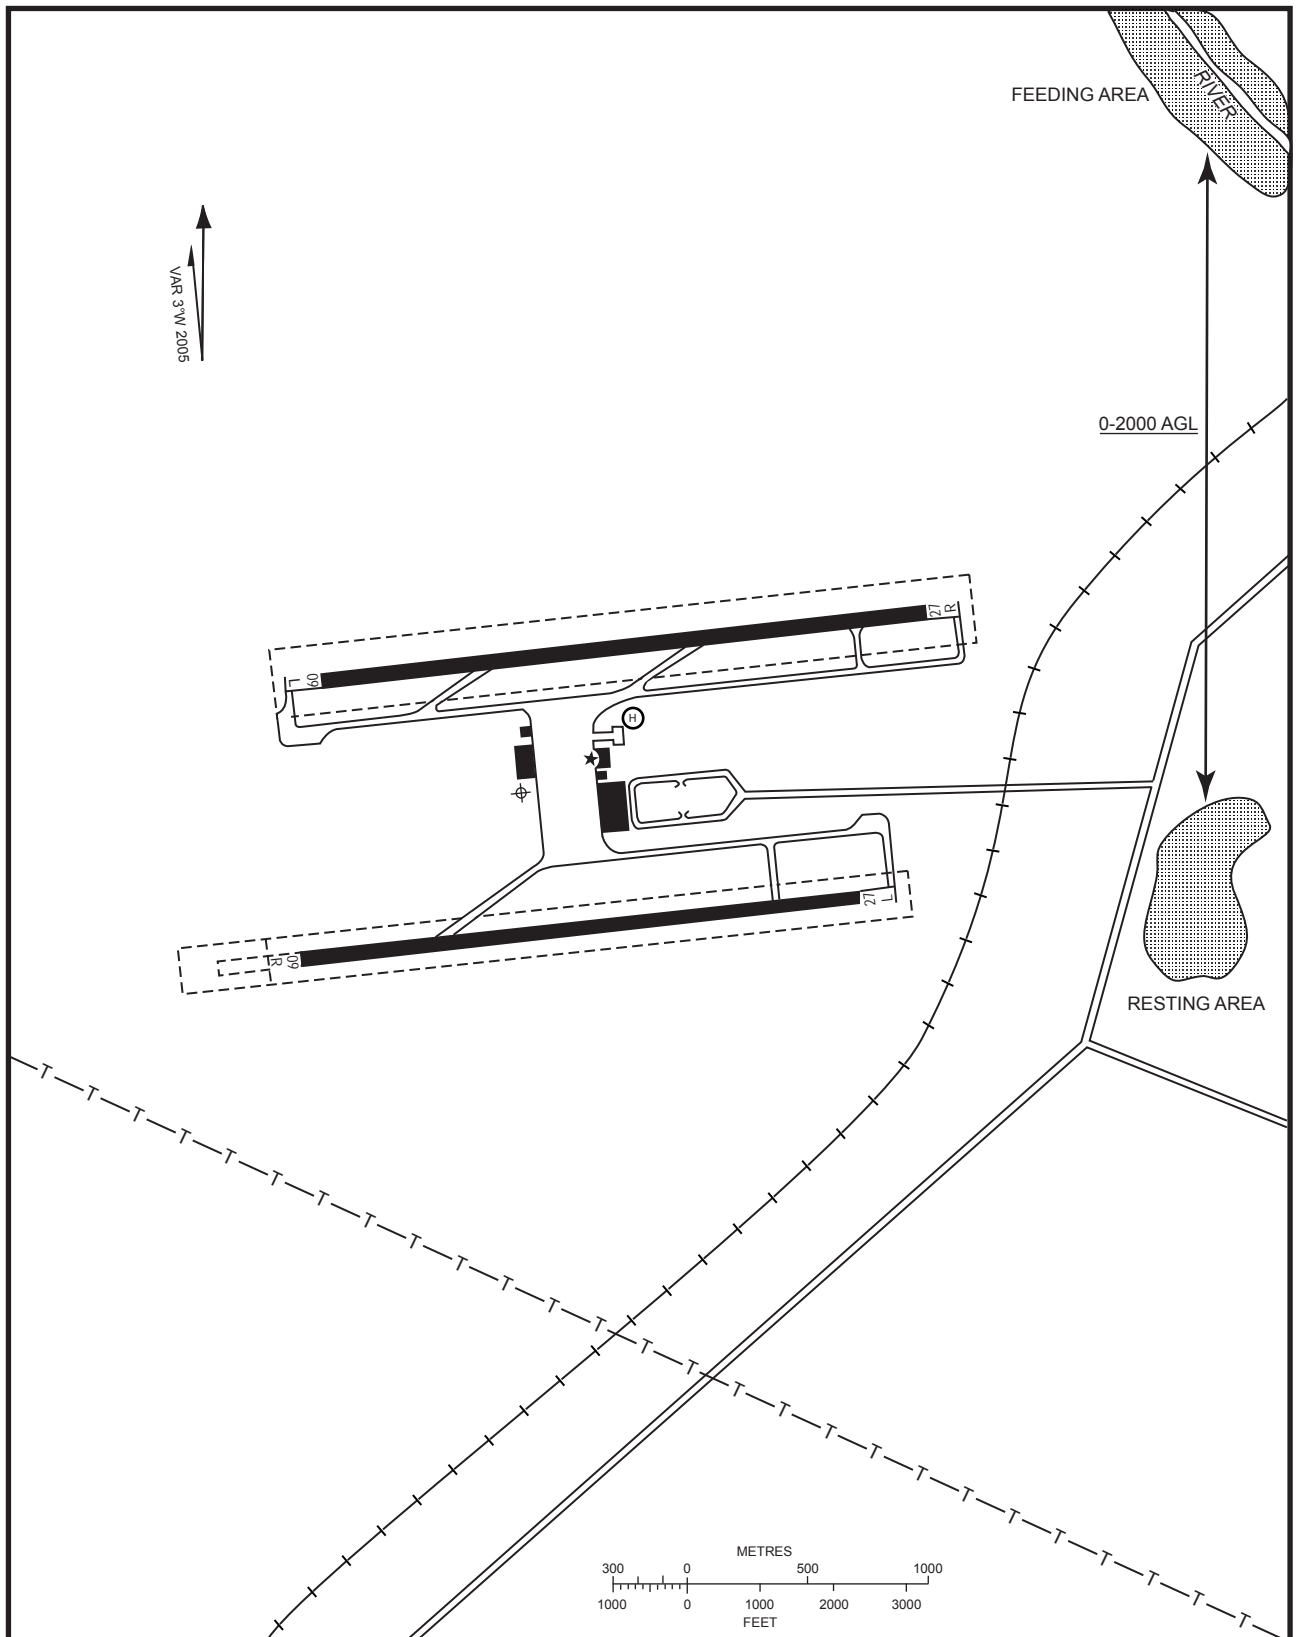 RIVER
FEEDING AREA
VAR 3°W 2005
0-2000 AGL
27
R
L
09
H
27
L
R
09
RESTING AREA
T T T T T T T T T T T T T T T T T T T T T T T T T T T
METRES
300 0 500 1000
1000 0 1000 2000 3000
FEET